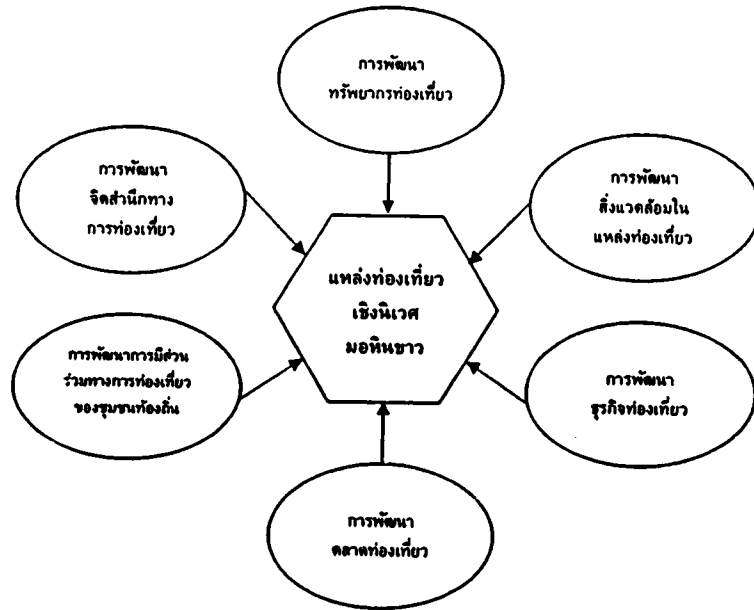 การพัฒนา
ทรัพยากรท่องเที่ยว
การพัฒนา
จิตสำนึกทาง
การท่องเที่ยว
การพัฒนา
สิ่งแวดล้อมใน
แหล่งท่องเที่ยว
แหล่งท่องเที่ยว
เชิงนิเวศ
มอหินขาว
การพัฒนาการมีส่วน
ร่วมทางการท่องเที่ยว
ของชุมชนท้องถิ่น
การพัฒนา
ธุรกิจท่องเที่ยว
การพัฒนา
ตลาดท่องเที่ยว